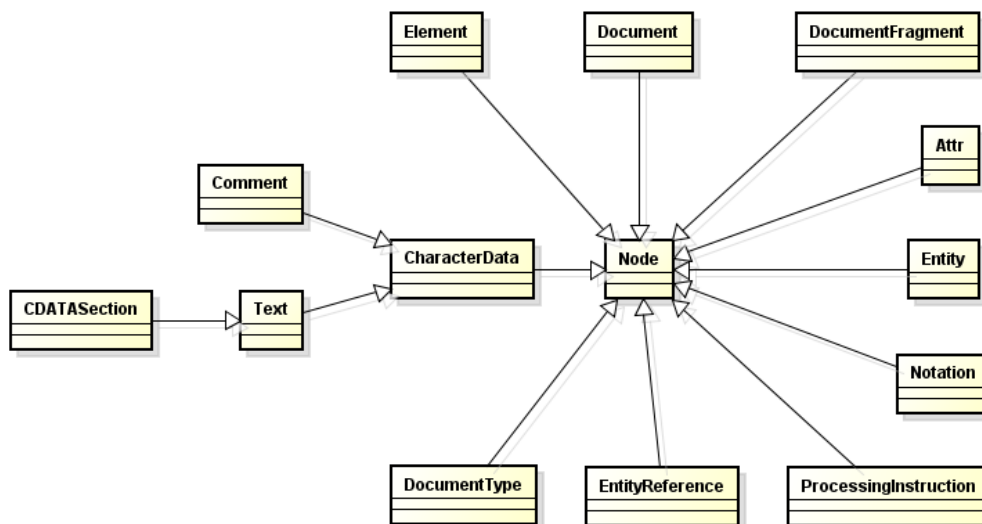 Element
Document
DocumentFragment
Attr
Comment
CharacterData
Node
Entity
CDATASection
Text
Notation
DocumentType
EntityReference
ProcessingInstruction